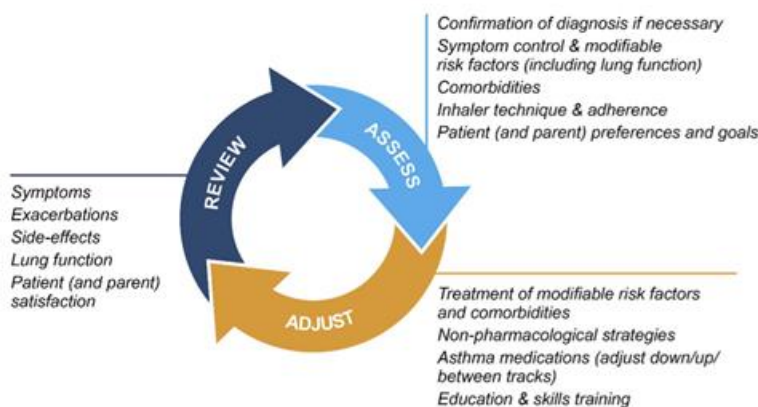 Confirmation of diagnosis if necessary
Symptom control & modifiable
risk factors (including lung function)
Comorbidities
Inhaler technique & adherence
Patient (and parent) preferences and goals
ASSESS
REVIEW
Symptoms
Exacerbations
Side-effects
Lung function
Patient (and parent)
satisfaction
ADJUST
Treatment of modifiable risk factors
and comorbidities
Non-pharmacological strategies
Asthma medications (adjust down/up/
between tracks)
Education & skills training